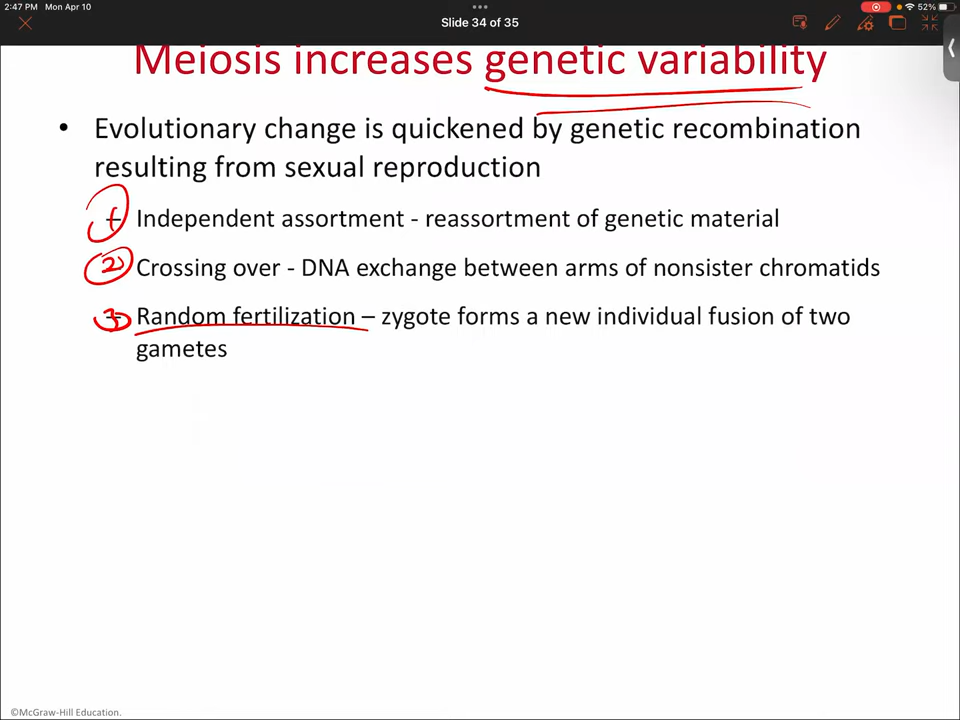 2:47 PM Mon Apr 10
52%
Slide 34 of 35
Meiosis increases genetic variability
• Evolutionary change is quickened by genetic recombination
resulting from sexual reproduction
1 – Independent assortment - reassortment of genetic material
2) Crossing over - DNA exchange between arms of nonsister chromatids
3 – Random fertilization – zygote forms a new individual fusion of two
gametes
©McGraw-Hill Education.